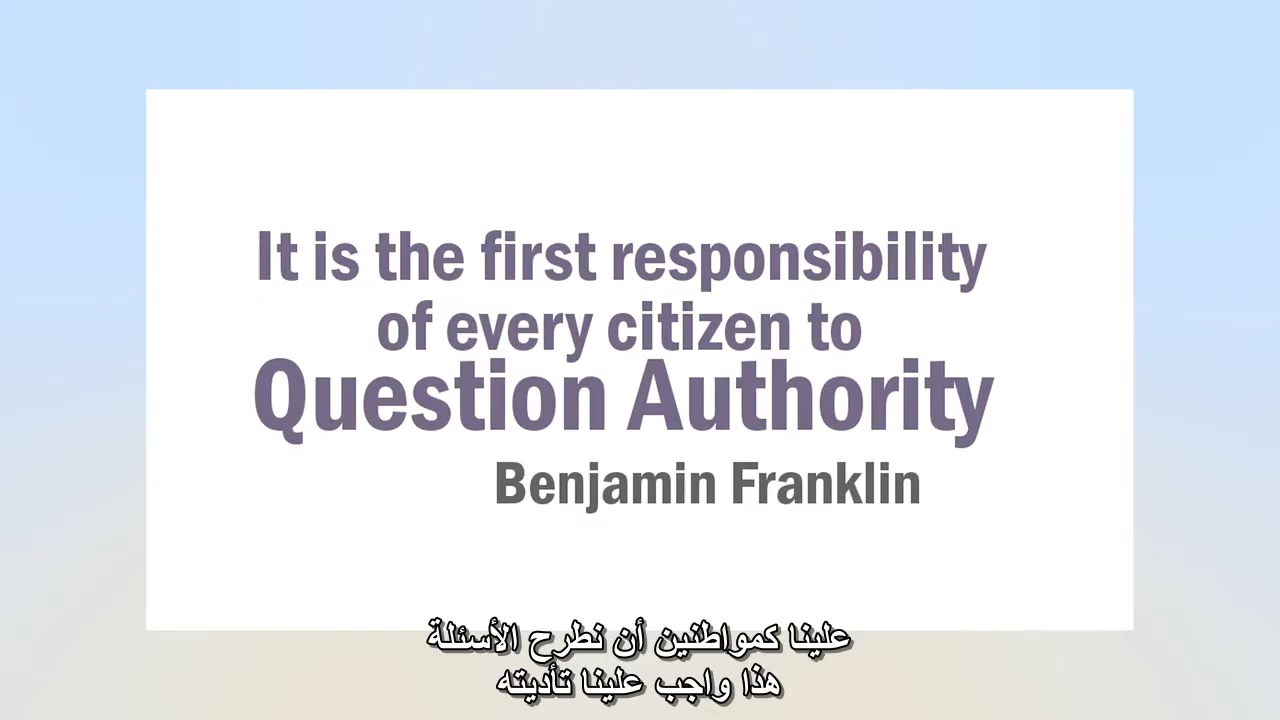 It is the first responsibility
of every citizen to
Question Authority
Benjamin Franklin
علينا كمواطنين أن نطرح الأسئلة
هذا واجب علينا تأديته